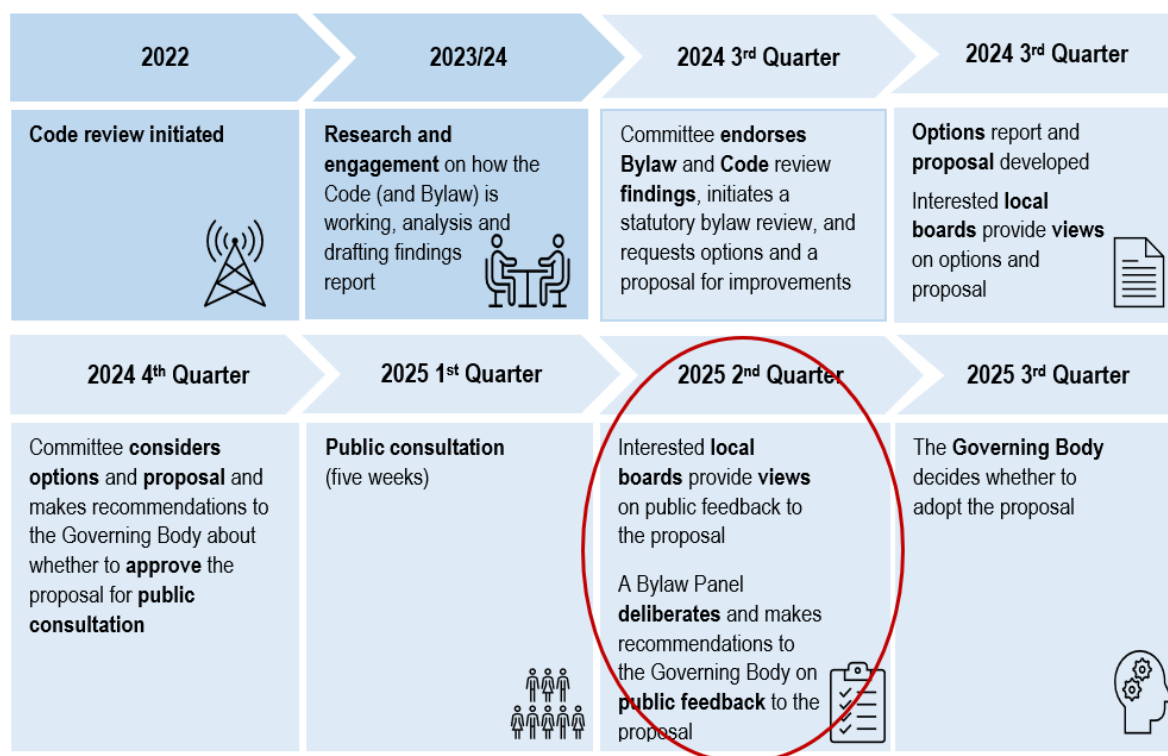 2022
Code review initiated
2023/24
Research and
engagement on how the
Code (and Bylaw) is
working, analysis and
drafting findings
report
2024 3rd Quarter
Committee endorses
Bylaw and Code review
findings, initiates a
statutory bylaw review, and
requests options and a
proposal for improvements
2024 3rd Quarter
Options report and
proposal developed
Interested local
boards provide views
on options and
proposal
2024 4th Quarter
Committee considers
options and proposal and
makes recommendations to
the Governing Body about
whether to approve the
proposal for public
consultation
2025 1st Quarter
Public consultation
(five weeks)
2025 2nd Quarter
Interested local
boards provide views
on public feedback to
the proposal
A Bylaw Panel
deliberates and makes
recommendations to
the Governing Body on
public feedback to the
proposal
2025 3rd Quarter
The Governing Body
decides whether to
adopt the proposal